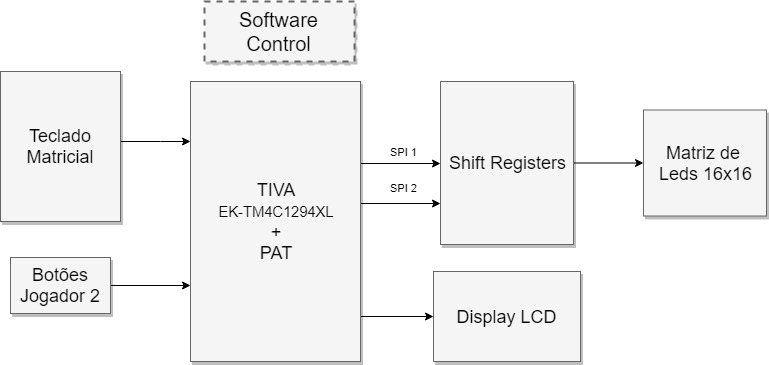 Software
Control
Teclado
Matricial
TIVA
EK-TM4C1294XL
+
PAT
SPI 1
SPI 2
Shift Registers
Matriz de
Leds 16x16
Botões
Jogador 2
Display LCD